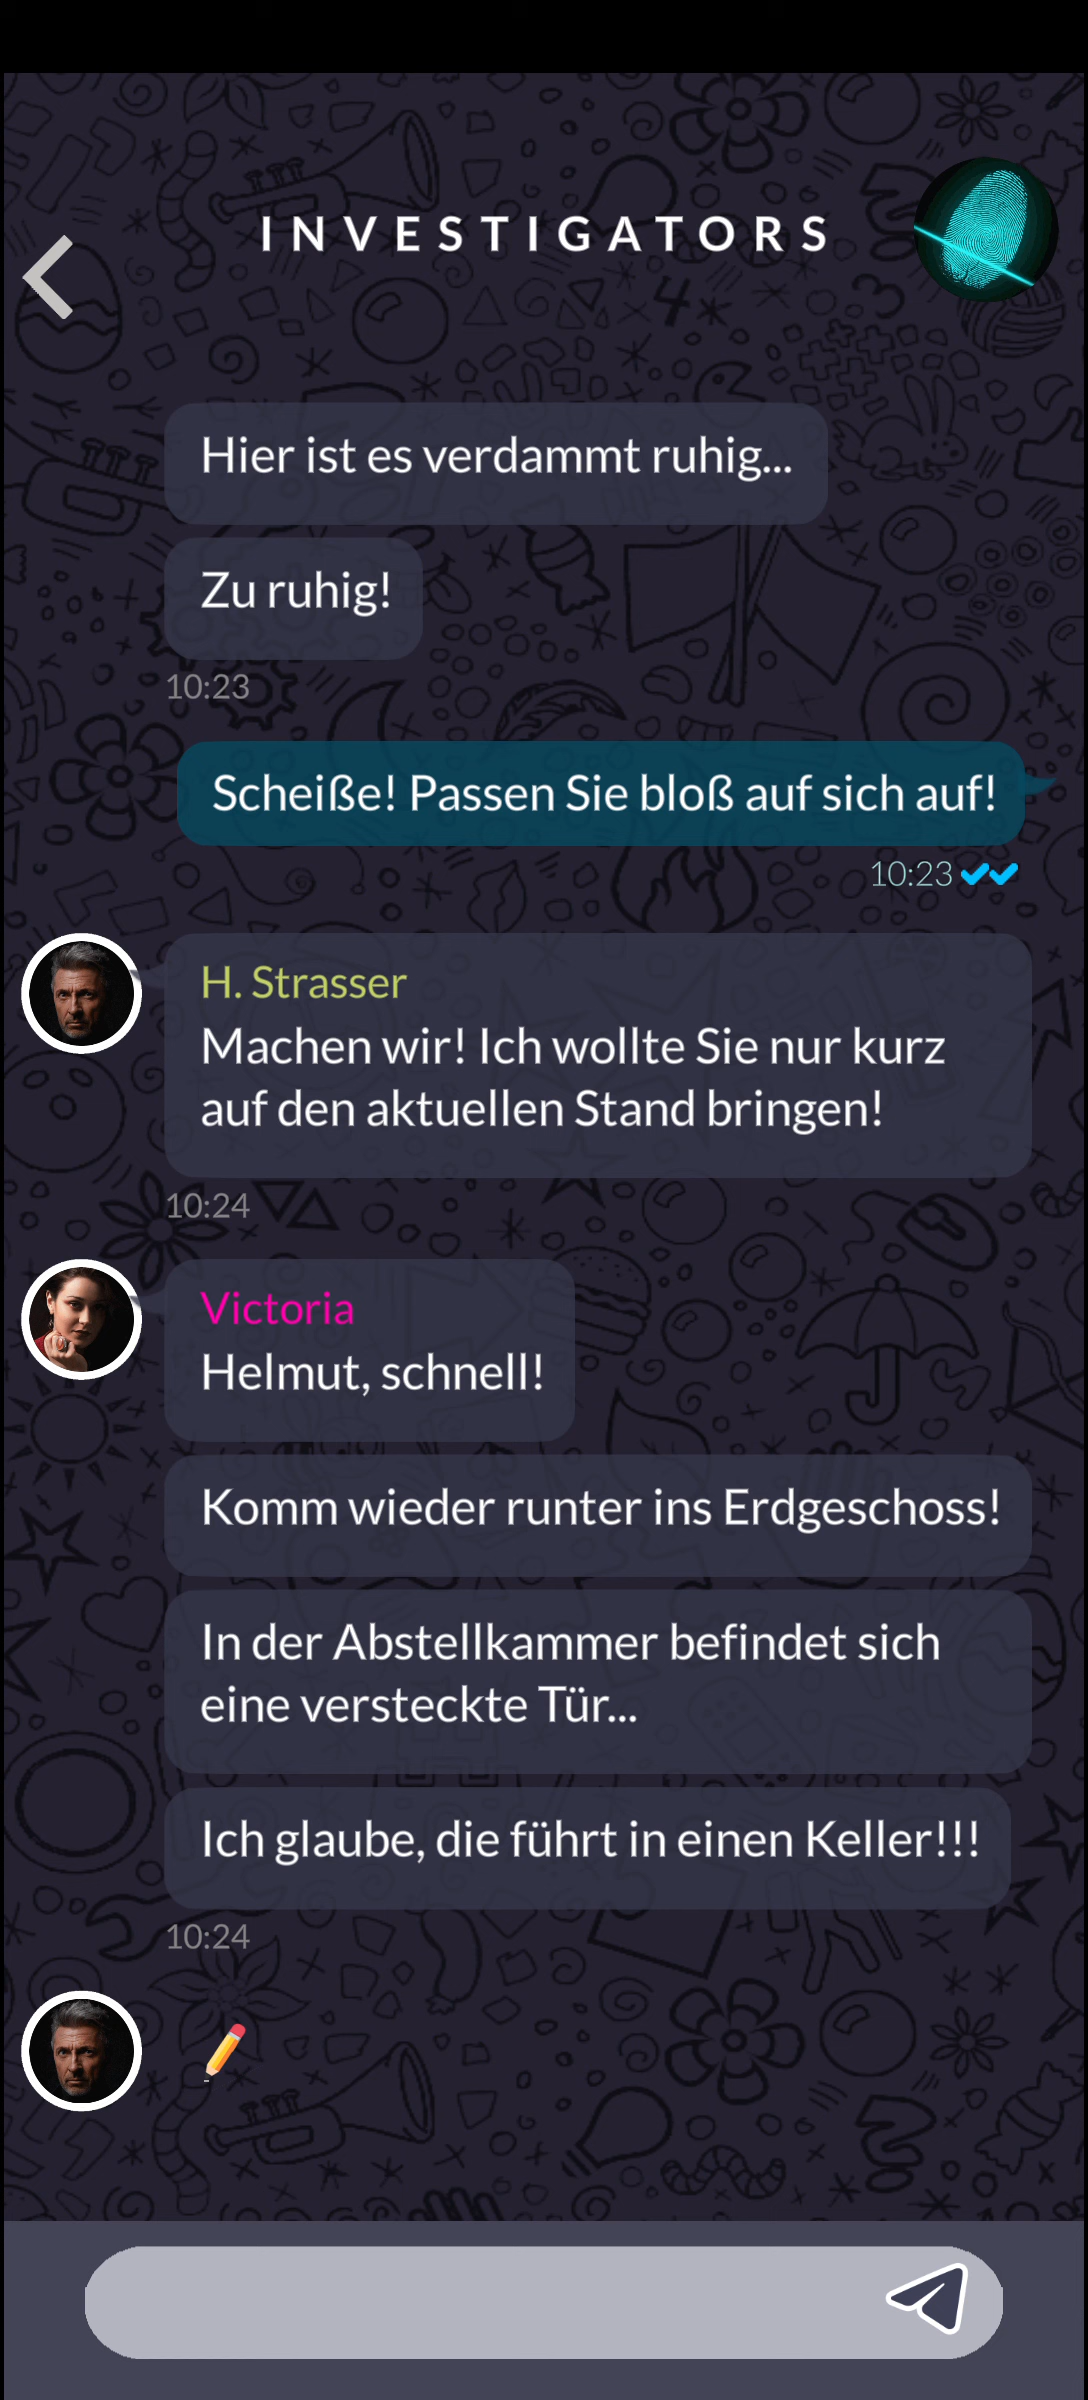 INVESTIGATORS
Hier ist es verdammt ruhig...
Zu ruhig!
10:23
Scheiße! Passen Sie bloß auf sich auf!
10:23
H. Strasser
Machen wir! Ich wollte Sie nur kurz
auf den aktuellen Stand bringen!
10:24
Victoria
Helmut, schnell!
Komm wieder runter ins Erdgeschoss!
In der Abstellkammer befindet sich
eine versteckte Tür...
Ich glaube, die führt in einen Keller!!!
10:24